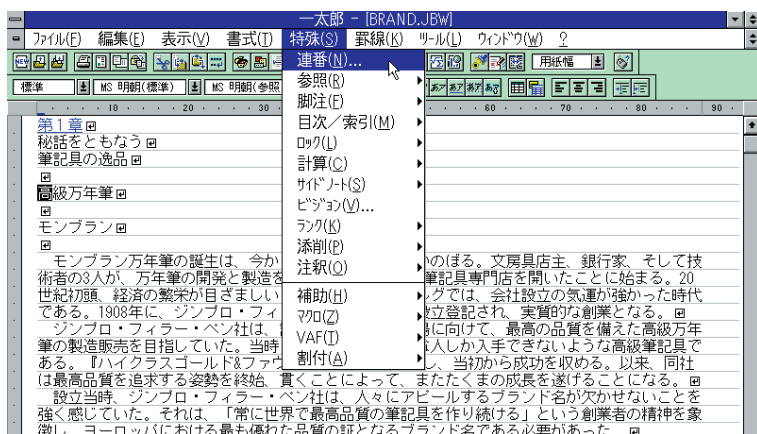 一太郎 - [BRAND.JBW]
ファイル(F) 編集(E) 表示(V) 書式(T) 特殊(S) 罫線(K) ツール(L) ウィンドウ(W) ?
連番(N)...
参照(R)
脚注(F)
目次/索引(M)
ロック(L)
計算(C)
サイドノート(S)
ビジョン(V)...
ランク(K)
添削(P)
注釈(O)
補助(H)
マクロ(Z)
VAF(T)
割付(A)
用紙幅
標準 MS 明朝(標準) MS 明朝(参照
10 20 30 60 80 90
第1章
秘話をともなう
筆記具の逸品
高級万年筆
モンブラン
モンブラン万年筆の誕生は、今か のぼる。文房具店主、銀行家、そして技
術者の3人が、万年筆の開発と製造を 筆記具専門店を開いたことに始まる。20
世紀初頭、経済の繁栄が目ざましい グでは、会社設立の気運が強かった時代
である。1908年に、ジンプロ・フィ 立登記され、実質的な創業となる。
ジンプロ・フィラー・ペン社は、 に向けて、最高の品質を備えた高級万年
筆の製造販売を目指していた。当時 人しか入手できないような高級筆記具で
ある。『ハイクラスゴールド&ファウ し、当初から成功を収める。以来、同社
は最高品質を追求する姿勢を終始、貫くことによって、またたくまの成長を遂げることになる。
設立当時、ジンプロ・フィラー・ペン社は、人々にアピールするブランド名が欠かせないことを
強く感じていた。それは、「常に世界で最高品質の筆記具を作り続ける」という創業者の精神を象
徴し、ヨーロッパにおける最も優れた品質の証となるブランド名である必要があった。